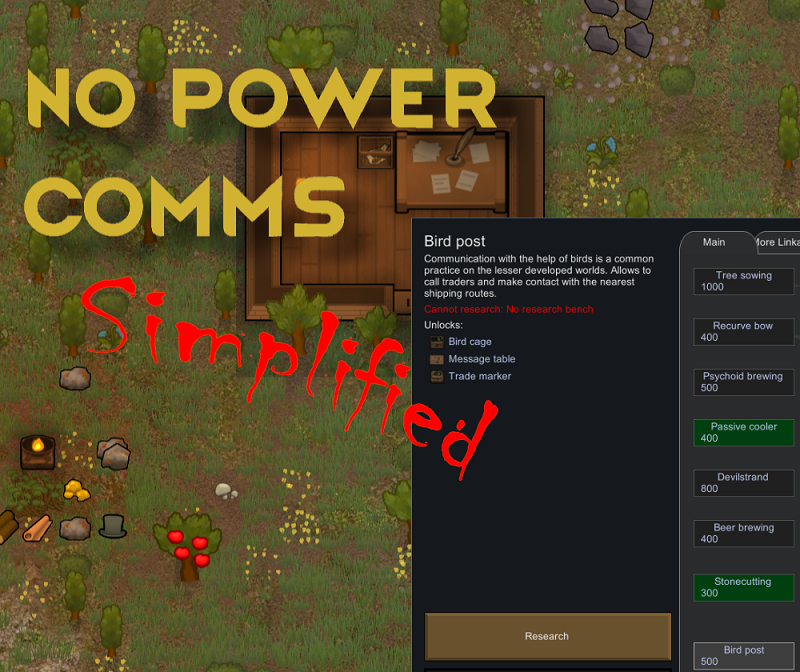 NO POWER
COMMS
Simplified
Bird post
Communication with the help of birds is a common
practice on the lesser developed worlds. Allows to
call traders and make contact with the nearest
shipping routes.
Cannot research: No research bench
Unlocks:
Bird cage
Message table
Trade marker
Research
Main
Tree sowing
1000
Recurve bow
400
Psychoid brewing
500
Passive cooler
400
Devilstrand
800
Beer brewing
400
Stonecutting
300
Bird post
500